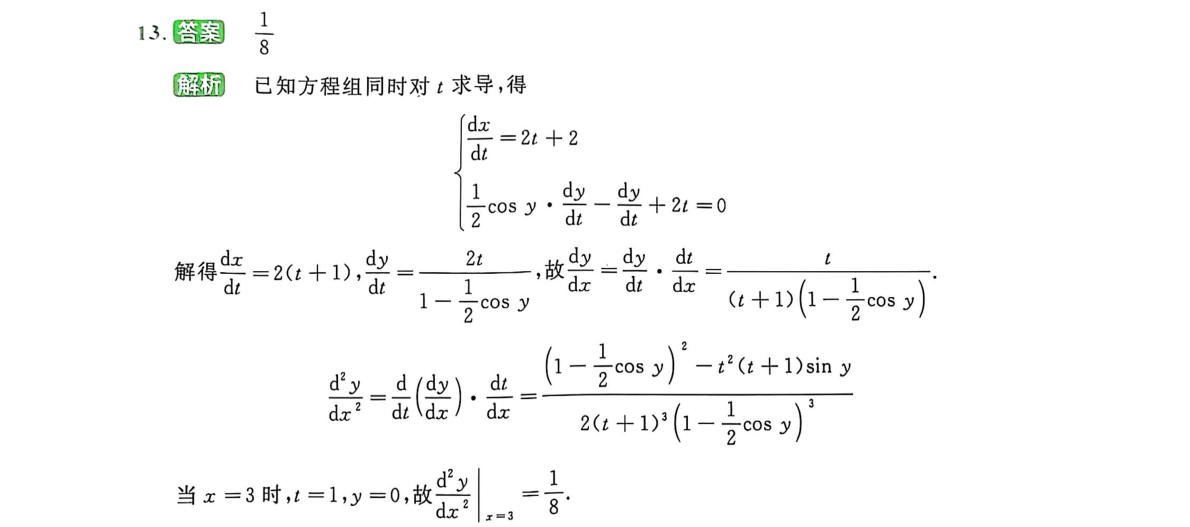 13. 答案 1/8
解析 已知方程组同时对 t 求导,得
{ dx/dt = 2t + 2
1/2 cos y · dy/dt − dy/dt + 2t = 0
解得 dx/dt = 2(t + 1), dy/dt = 2t / (1 − 1/2 cos y), 故 dy/dx = dy/dt · dt/dx = t / ((t + 1)(1 − 1/2 cos y)).
d²y/dx² = d/dt (dy/dx) · dt/dx = ((1 − 1/2 cos y)² − t²(t + 1) sin y) / (2(t + 1)³ (1 − 1/2 cos y)³)
当 x = 3 时, t = 1, y = 0, 故 d²y/dx² |x=3 = 1/8.